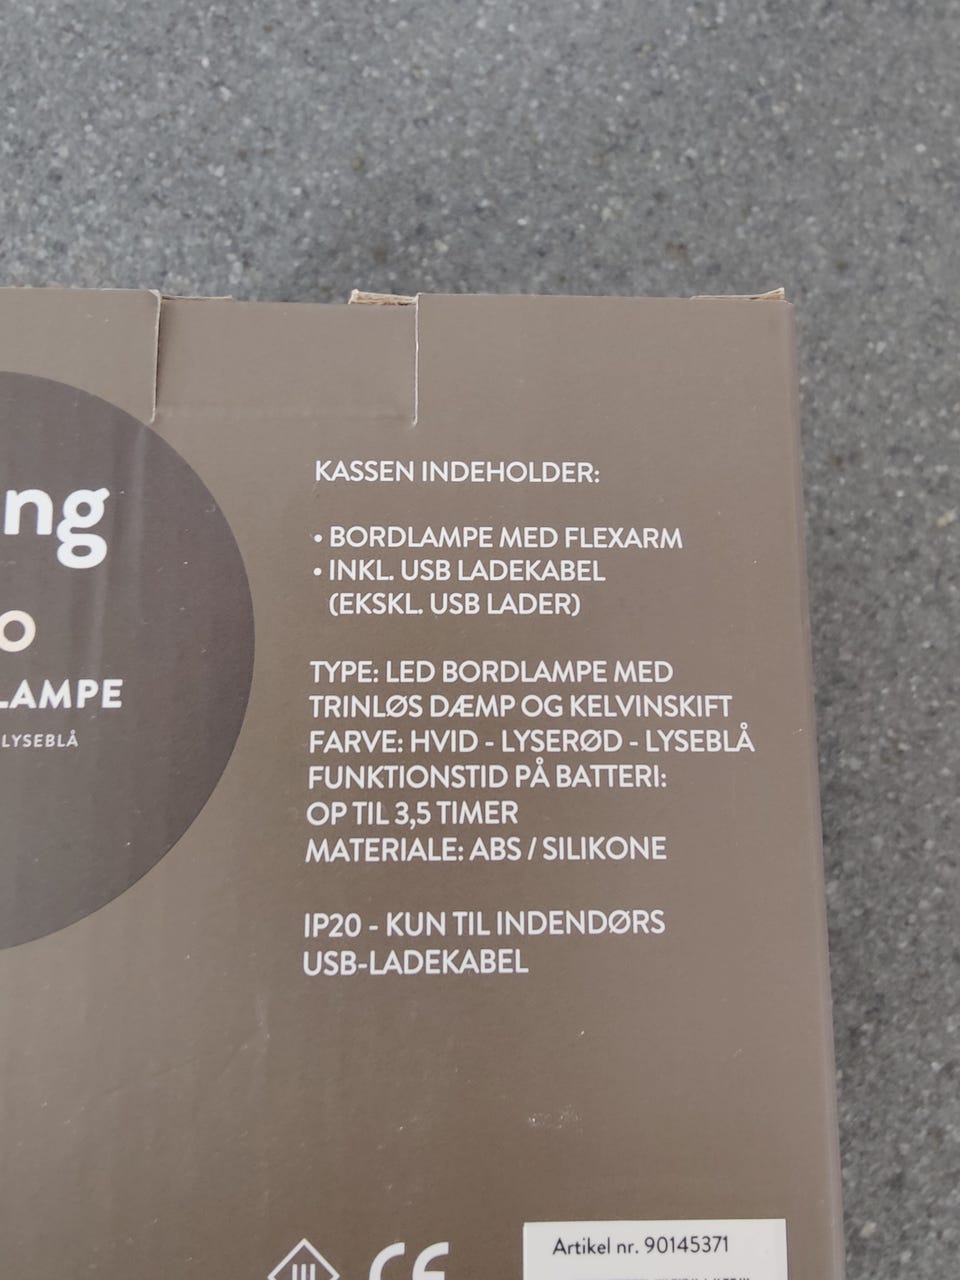 ng
O
LAMPE
LYSEBLÅ
KASSEN INDEHOLDER:
• BORDLAMPE MED FLEXARM
• INKL. USB LADEKABEL
(EKSKL. USB LADER)
TYPE: LED BORDLAMPE MED
TRINLØS DÆMP OG KELVINSKIFT
FARVE: HVID - LYSERØD - LYSEBLÅ
FUNKTIONSTID PÅ BATTERI:
OP TIL 3,5 TIMER
MATERIALE: ABS / SILIKONE
IP20 - KUN TIL INDENDØRS
USB-LADEKABEL
III CE
Artikel nr. 90145371